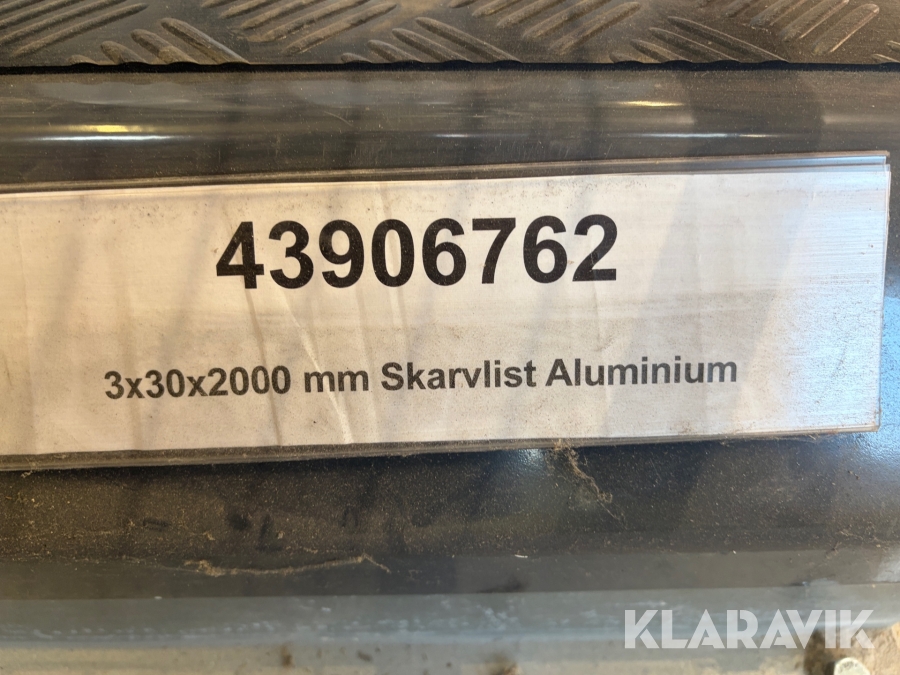 43906762
3x30x2000 mm Skarvlist Aluminium
KLARAVIK